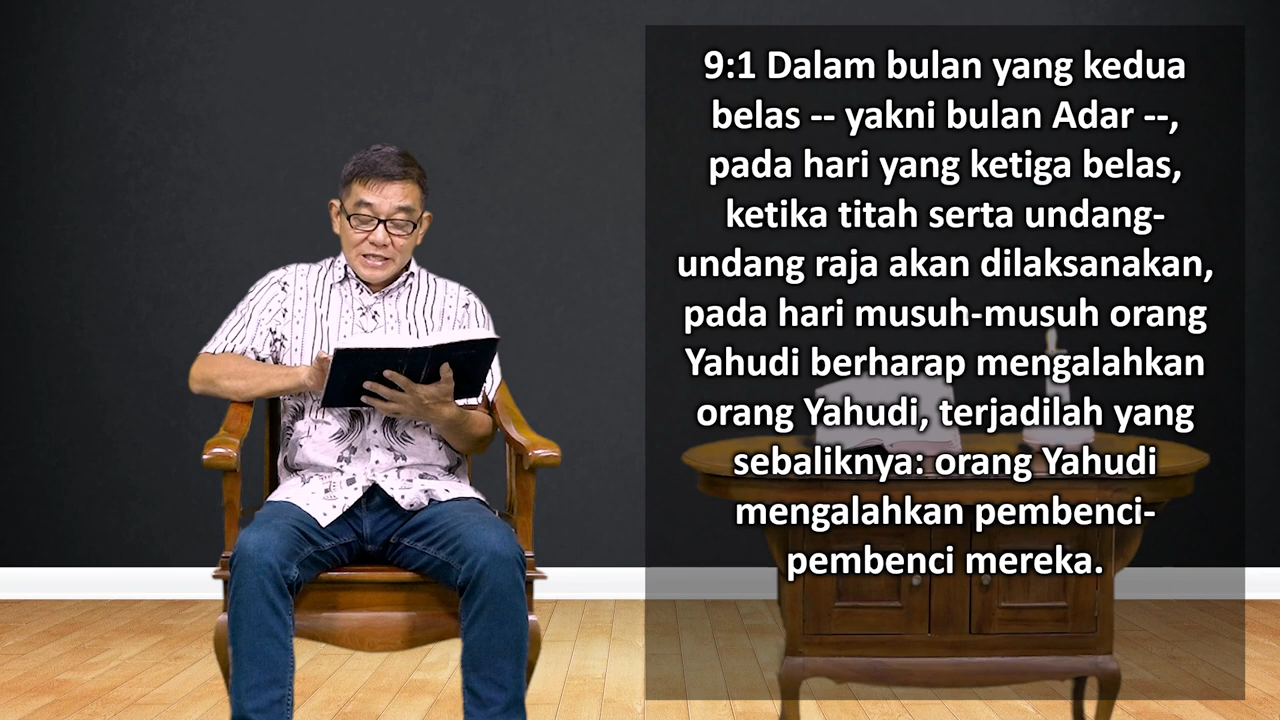 9:1 Dalam bulan yang kedua
belas -- yakni bulan Adar --,
pada hari yang ketiga belas,
ketika titah serta undang-
undang raja akan dilaksanakan,
pada hari musuh-musuh orang
Yahudi berharap mengalahkan
orang Yahudi, terjadilah yang
sebaliknya: orang Yahudi
mengalahkan pembenci-
pembenci mereka.